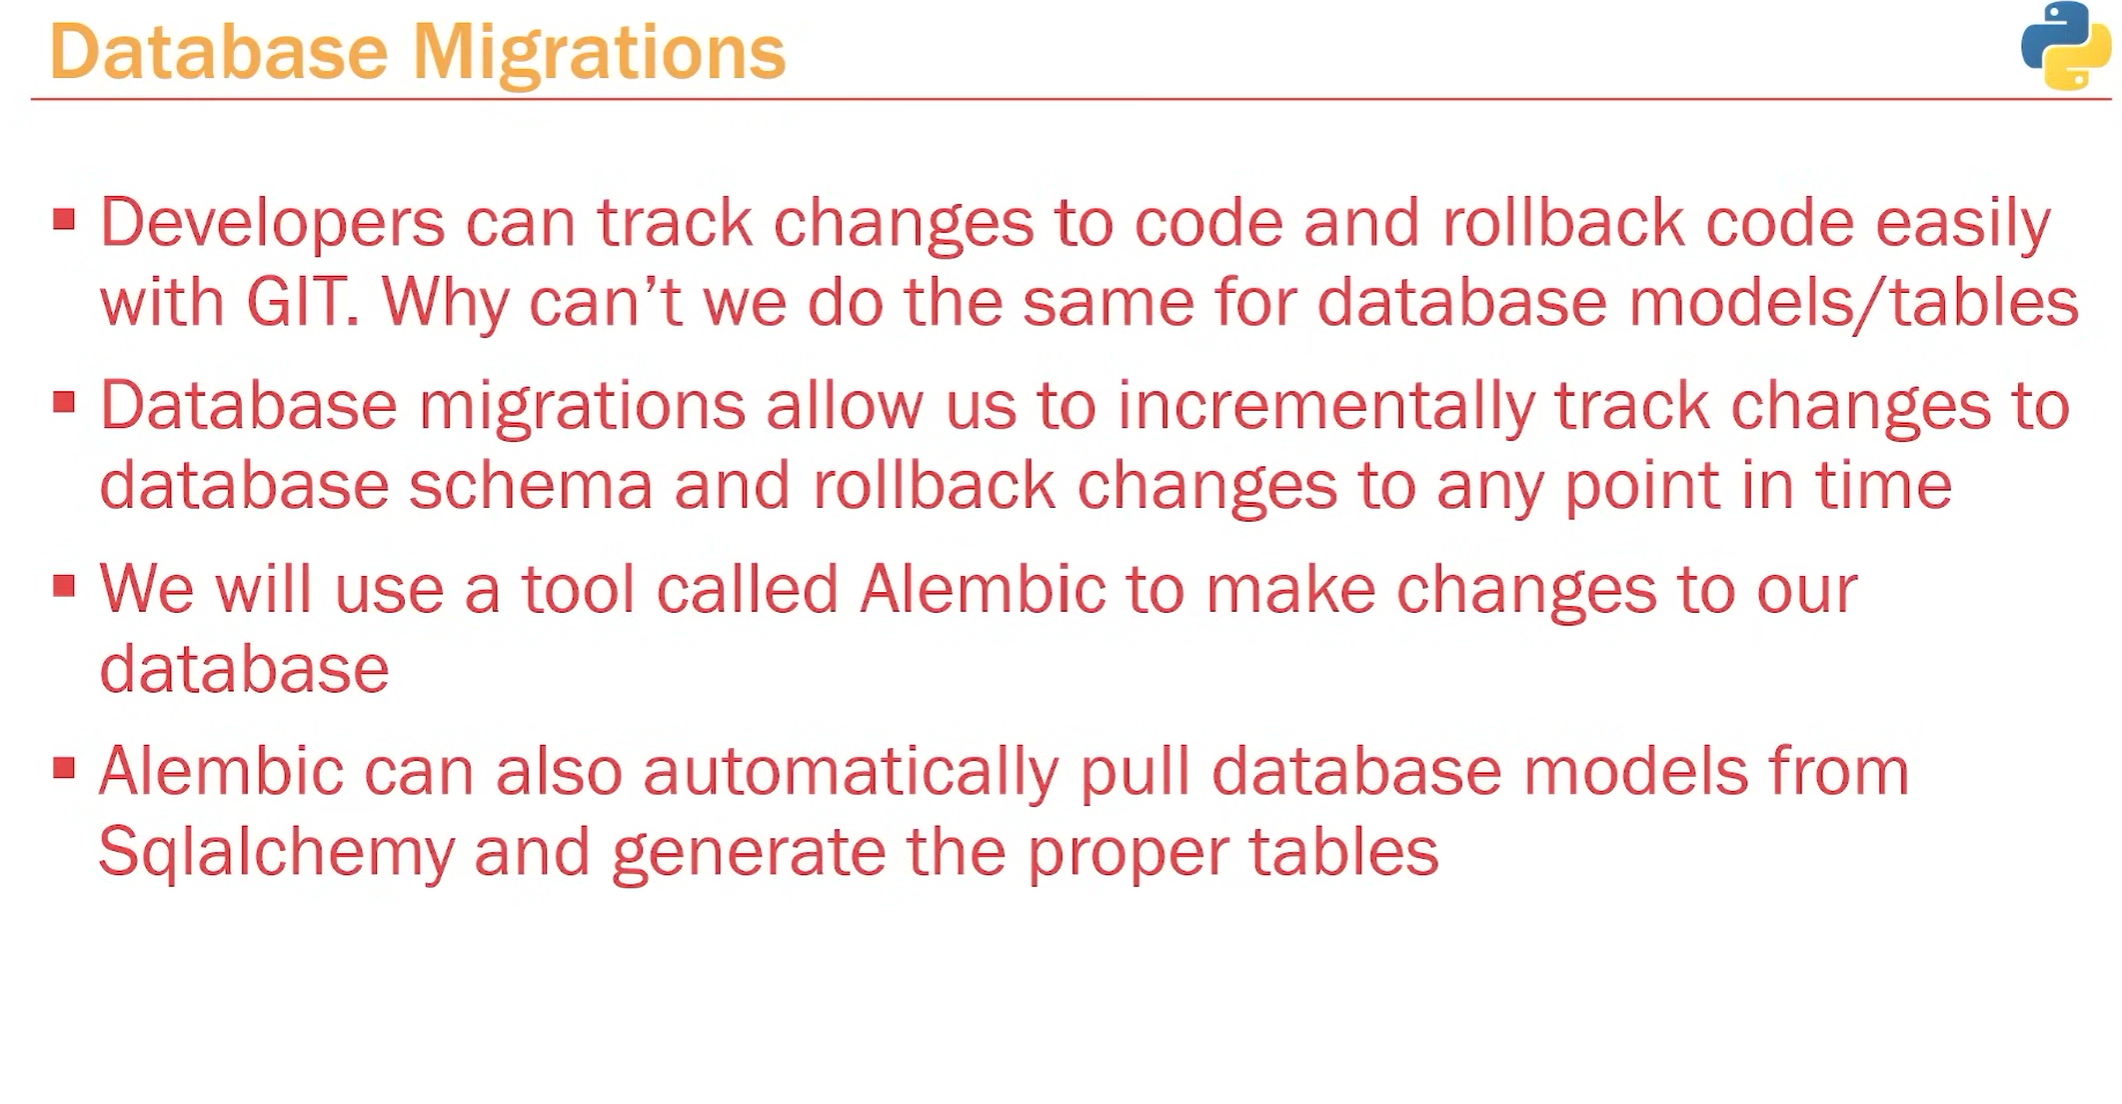 Database Migrations
▪ Developers can track changes to code and rollback code easily
with GIT. Why can’t we do the same for database models/tables
▪ Database migrations allow us to incrementally track changes to
database schema and rollback changes to any point in time
▪ We will use a tool called Alembic to make changes to our
database
▪ Alembic can also automatically pull database models from
Sqlalchemy and generate the proper tables